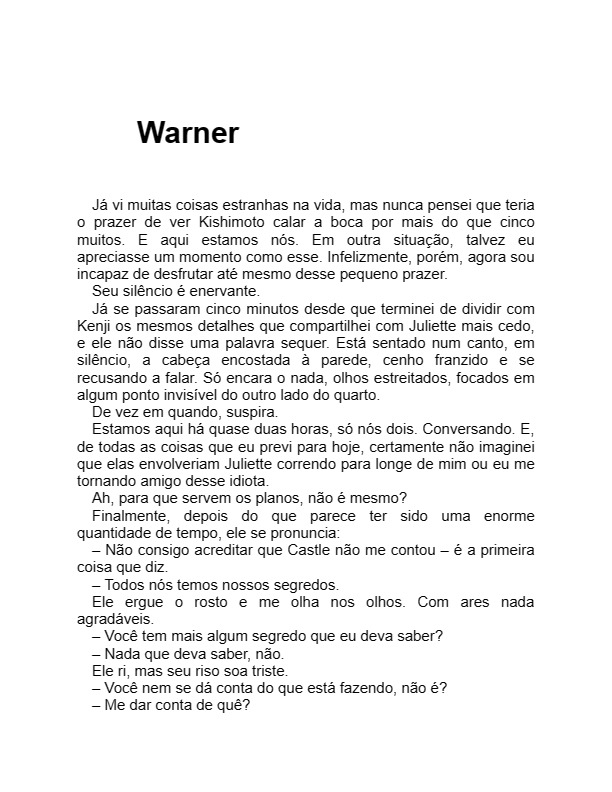 Warner
Já vi muitas coisas estranhas na vida, mas nunca pensei que teria
o prazer de ver Kishimoto calar a boca por mais do que cinco
muitos. E aqui estamos nós. Em outra situação, talvez eu
apreciasse um momento como esse. Infelizmente, porém, agora sou
incapaz de desfrutar até mesmo desse pequeno prazer.
Seu silêncio é enervante.
Já se passaram cinco minutos desde que terminei de dividir com
Kenji os mesmos detalhes que compartilhei com Juliette mais cedo,
e ele não disse uma palavra sequer. Está sentado num canto, em
silêncio, a cabeça encostada à parede, cenho franzido e se
recusando a falar. Só encara o nada, olhos estreitados, focados em
algum ponto invisível do outro lado do quarto.
De vez em quando, suspira.
Estamos aqui há quase duas horas, só nós dois. Conversando. E,
de todas as coisas que eu previ para hoje, certamente não imaginei
que elas envolveriam Juliette correndo para longe de mim ou eu me
tornando amigo desse idiota.
Ah, para que servem os planos, não é mesmo?
Finalmente, depois do que parece ter sido uma enorme
quantidade de tempo, ele se pronuncia:
– Não consigo acreditar que Castle não me contou – é a primeira
coisa que diz.
– Todos nós temos nossos segredos.
Ele ergue o rosto e me olha nos olhos. Com ares nada
agradáveis.
– Você tem mais algum segredo que eu deva saber?
– Nada que deva saber, não.
Ele ri, mas seu riso soa triste.
– Você nem se dá conta do que está fazendo, não é?
– Me dar conta de quê?